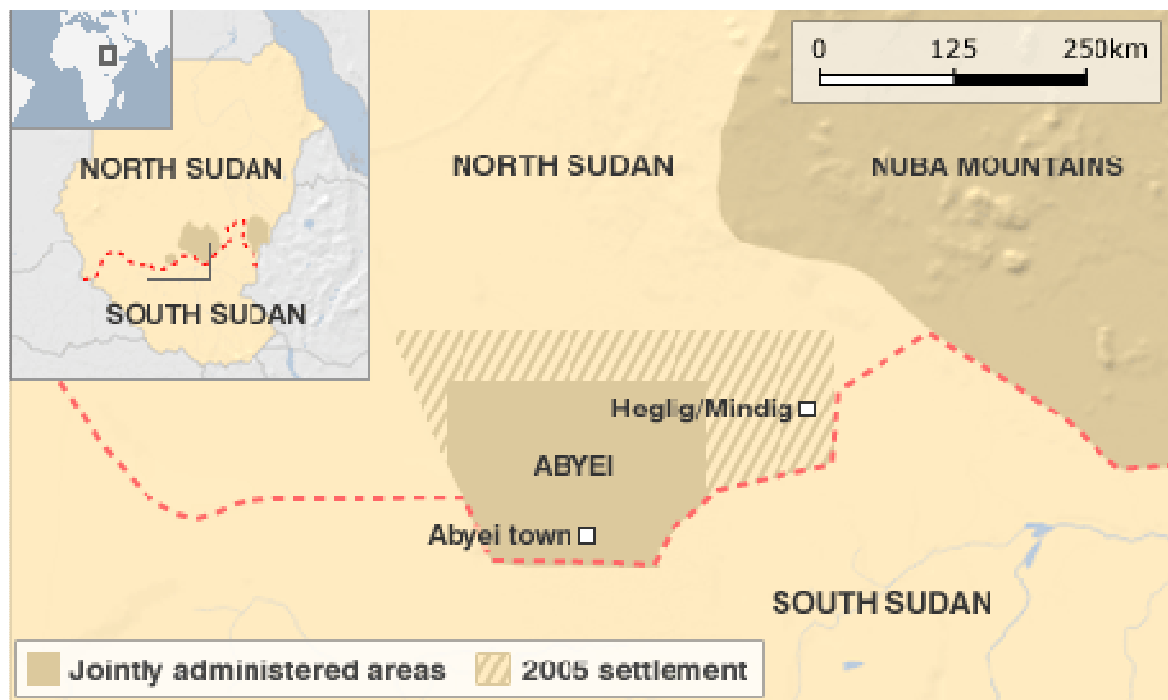 0 125 250km
NORTH SUDAN
NORTH SUDAN
NUBA MOUNTAINS
SOUTH SUDAN
Heglig/Mindig
ABYEI
Abyei town
SOUTH SUDAN
Jointly administered areas
2005 settlement